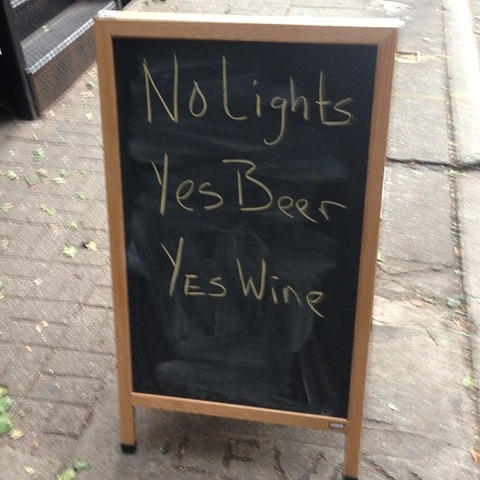 No Lights
Yes Beer
YES Wine